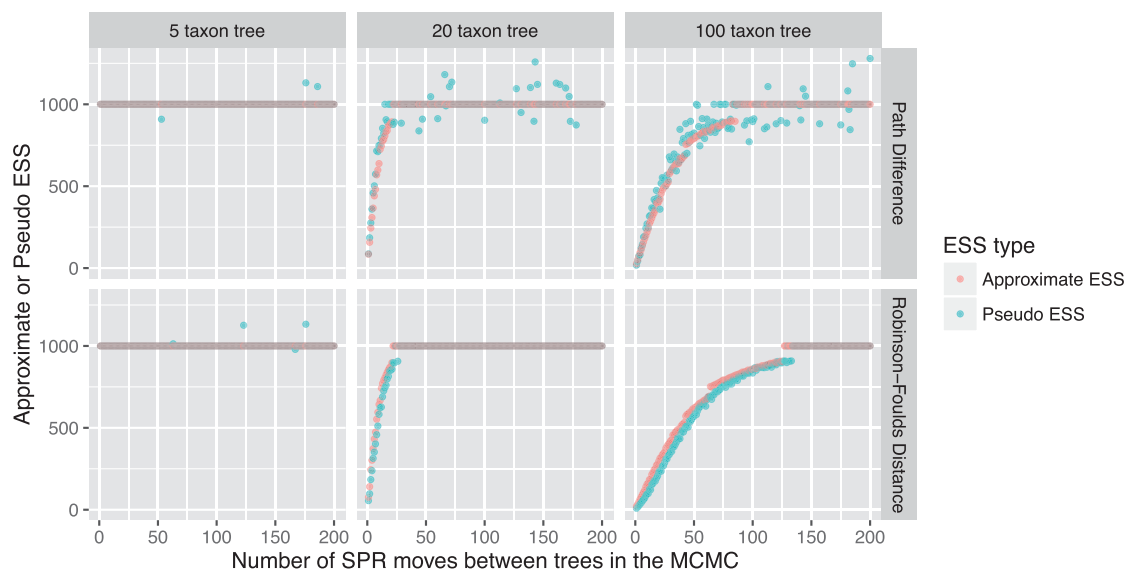 5 taxon tree
20 taxon tree
100 taxon tree
Approximate or Pseudo ESS
1000
500
0
Path Difference
1000
500
0
Robinson−Foulds Distance
0 50 100 150 200
0 50 100 150 200
0 50 100 150 200
Number of SPR moves between trees in the MCMC
ESS type
Approximate ESS
Pseudo ESS